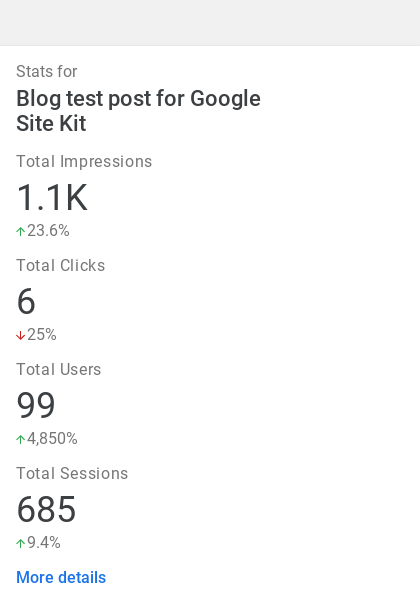 Stats for
Blog test post for Google
Site Kit
Total Impressions
1.1K
↑23.6%
Total Clicks
6
↓25%
Total Users
99
↑4,850%
Total Sessions
685
↑9.4%
More details